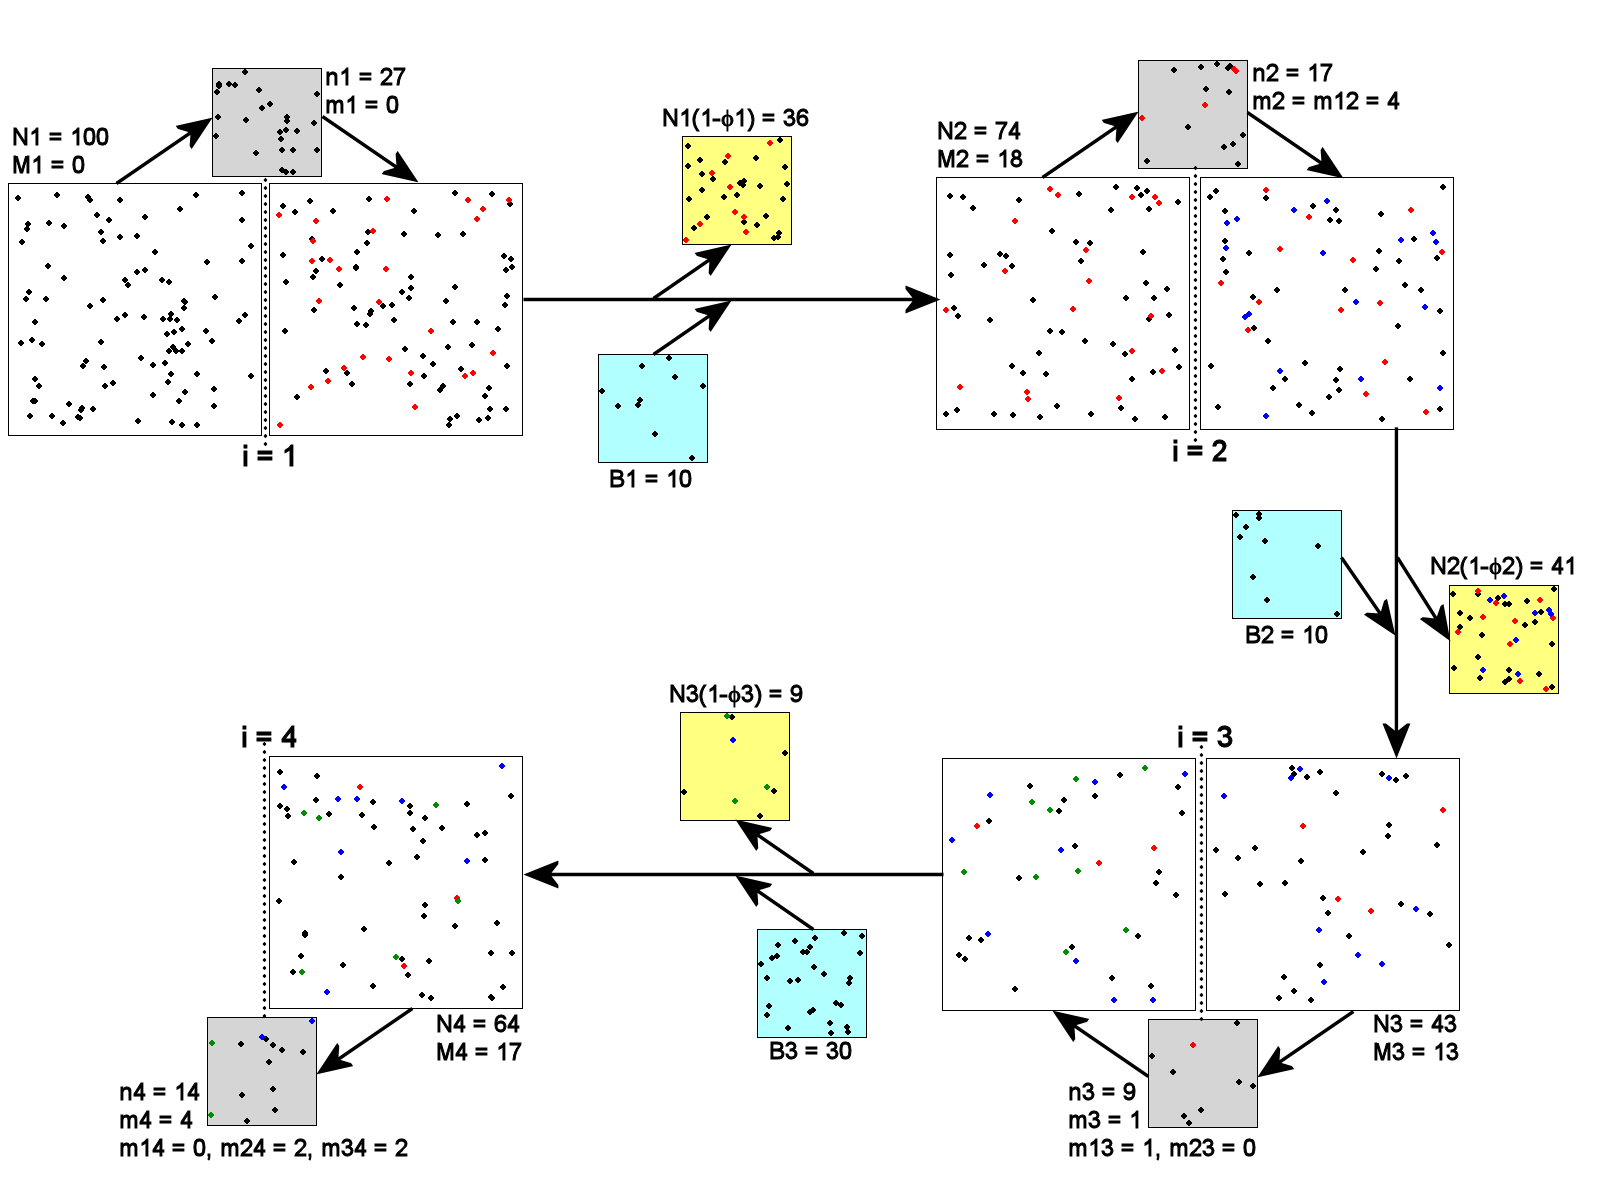 n1 = 27
m1 = 0
N1 = 100
M1 = 0
i = 1
N1(1-ϕ1) = 36
B1 = 10
n2 = 17
m2 = m12 = 4
N2 = 74
M2 = 18
i = 2
B2 = 10
N2(1-ϕ2) = 41
i = 3
N3 = 43
M3 = 13
n3 = 9
m3 = 1
m13 = 1, m23 = 0
N3(1-ϕ3) = 9
B3 = 30
i = 4
N4 = 64
M4 = 17
n4 = 14
m4 = 4
m14 = 0, m24 = 2, m34 = 2